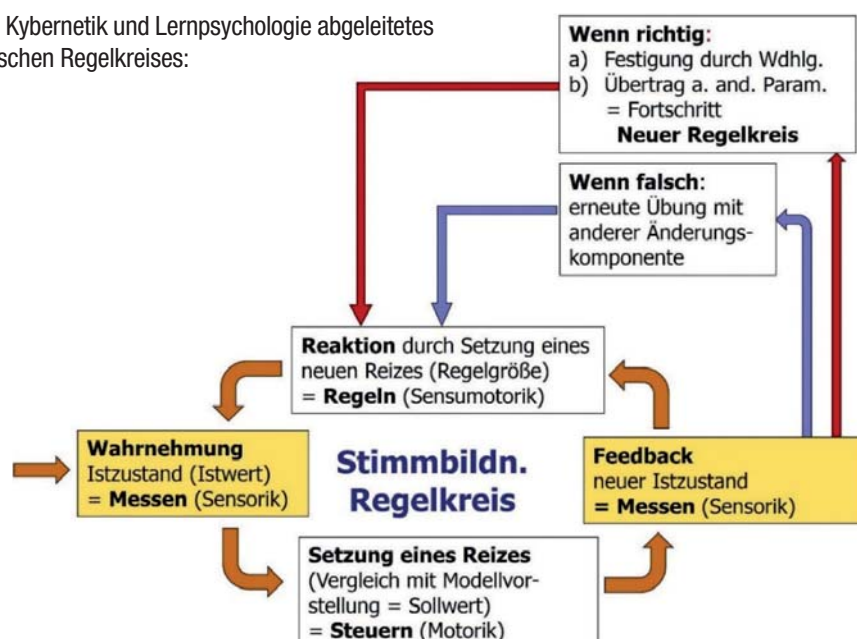 Kybernetik und Lernpsychologie abgeleitetes
schen Regelkreises:
Wenn richtig:
a) Festigung durch Wdhlg.
b) Übertrag a. and. Param.
= Fortschritt
Neuer Regelkreis
Wenn falsch:
erneute Übung mit
anderer Änderungs-
komponente
Reaktion durch Setzung eines
neuen Reizes (Regelgröße)
= Regeln (Sensumotorik)
Wahrnehmung
Istzustand (Istwert)
= Messen (Sensorik)
Stimmbildn.
Regelkreis
Feedback
neuer Istzustand
= Messen (Sensorik)
Setzung eines Reizes
(Vergleich mit Modellvor-
stellung = Sollwert)
= Steuern (Motorik)